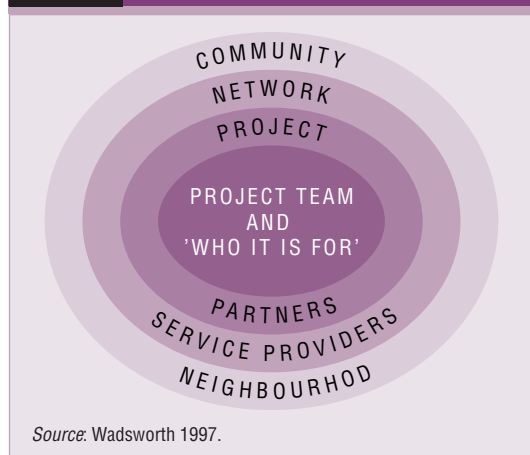 COMMUNITY
NETWORK
PROJECT
PROJECT TEAM
AND
'WHO IT IS FOR'
PARTNERS
SERVICE PROVIDERS
NEIGHBOURHOD
Source: Wadsworth 1997.